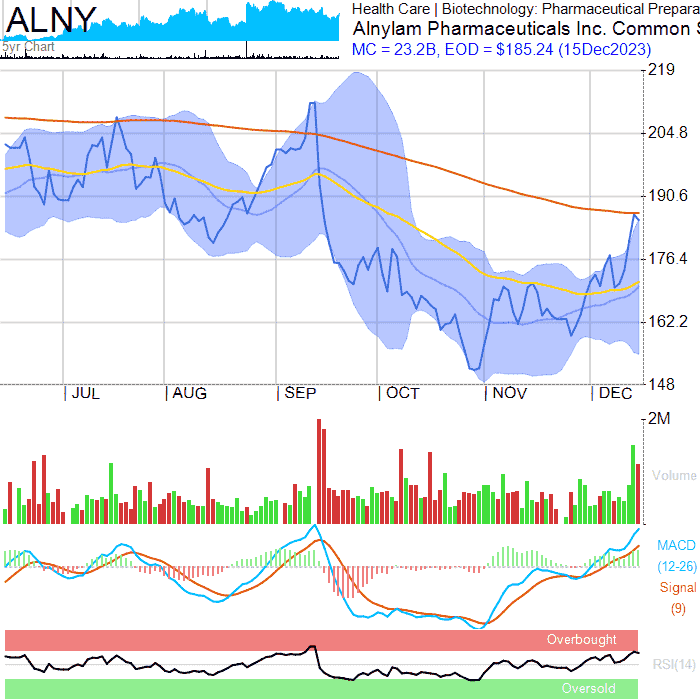 ALNY
5yr Chart
Health Care | Biotechnology: Pharmaceutical Prepara
Alnylam Pharmaceuticals Inc. Common S
MC = 23.2B, EOD = $185.24 (15Dec2023)
219
204.8
190.6
176.4
162.2
148
| JUL | AUG | SEP | OCT | NOV | DEC
2M
Volume
MACD
(12-26)
Signal
(9)
Overbought
RSI(14)
Oversold